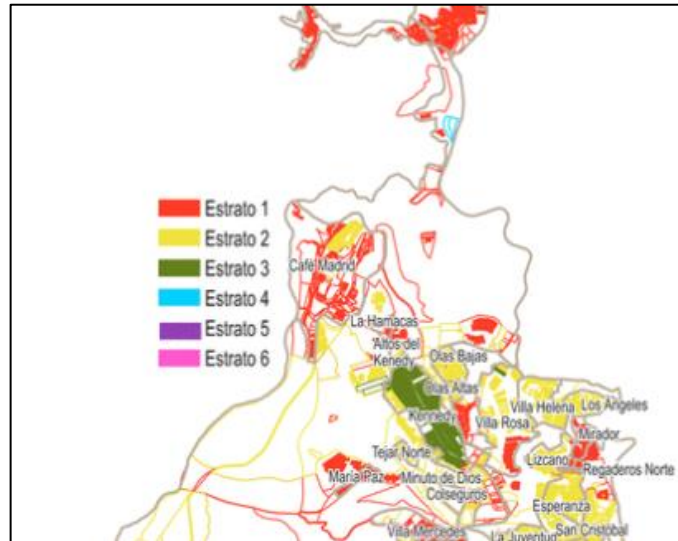 Estrato 1
Estrato 2
Estrato 3
Estrato 4
Estrato 5
Estrato 6
Café Madrid
La Hamacas
Altos del
Kenedy
Olas Bajas
Olas Altas
Kennedy
Villa Rosa
Villa Helena
Los Angeles
Mirador
Tejar Norte
Lizcano
Regaderos Norte
Maria Paz
Minuto de Dios
Coiseguros
Esperanza
Villa Mercedes
La Juventud
San Cristobal